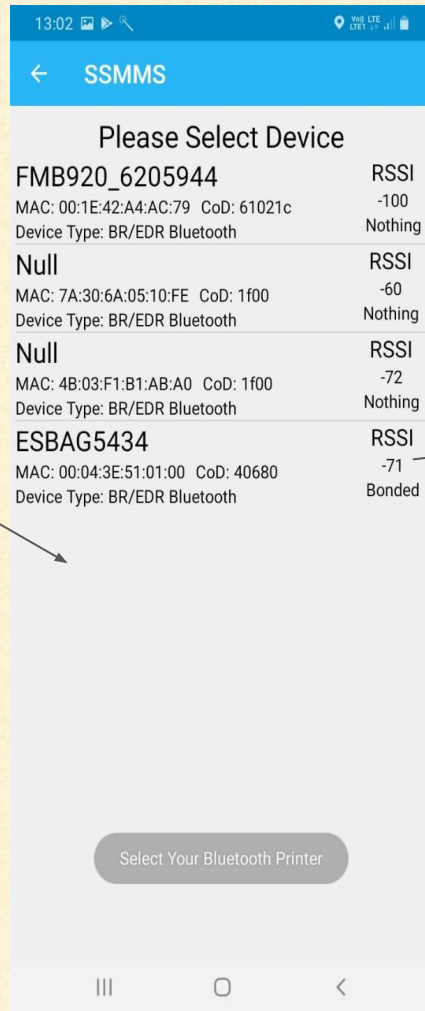 13:02 Vo)) LTE LTE1
SSMMS
Please Select Device
FMB920_6205944 RSSI
MAC: 00:1E:42:A4:AC:79 CoD: 61021c -100
Device Type: BR/EDR Bluetooth Nothing
Null RSSI
MAC: 7A:30:6A:05:10:FE CoD: 1f00 -60
Device Type: BR/EDR Bluetooth Nothing
Null RSSI
MAC: 4B:03:F1:B1:AB:A0 CoD: 1f00 -72
Device Type: BR/EDR Bluetooth Nothing
ESBAG5434 RSSI
MAC: 00:04:3E:51:01:00 CoD: 40680 -71
Device Type: BR/EDR Bluetooth Bonded
Select Your Bluetooth Printer